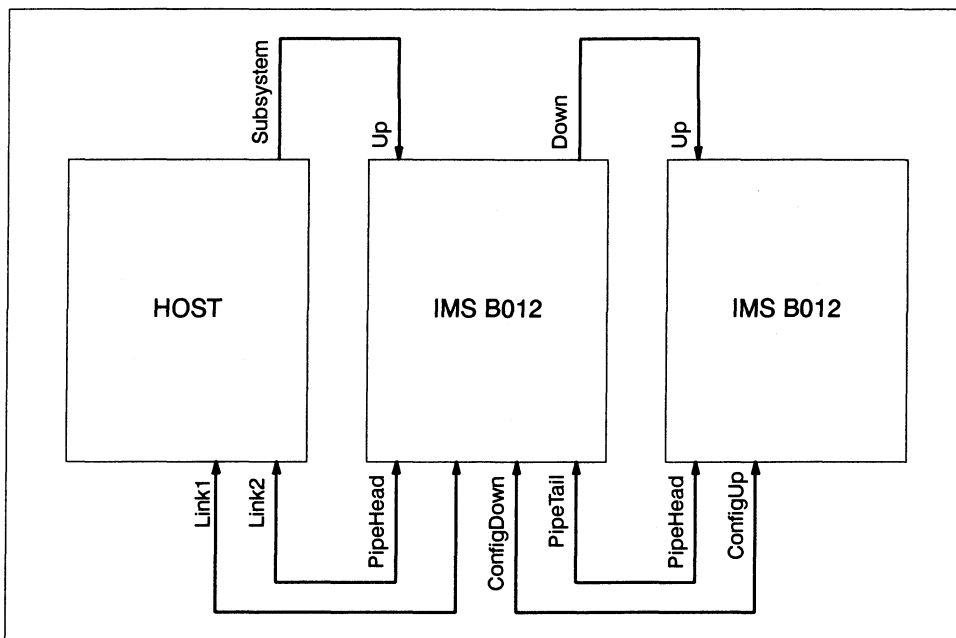 Subsystem
Up
Down
Up
HOST
IMS B012
IMS B012
Link1
Link2
PipeHead
ConfigDown
PipeTail
PipeHead
ConfigUp